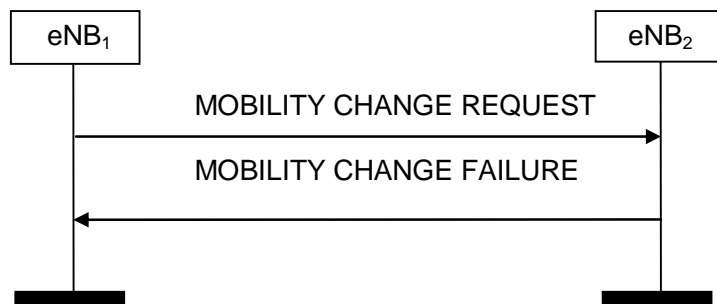 eNB₁
eNB₂
MOBILITY CHANGE REQUEST
MOBILITY CHANGE FAILURE